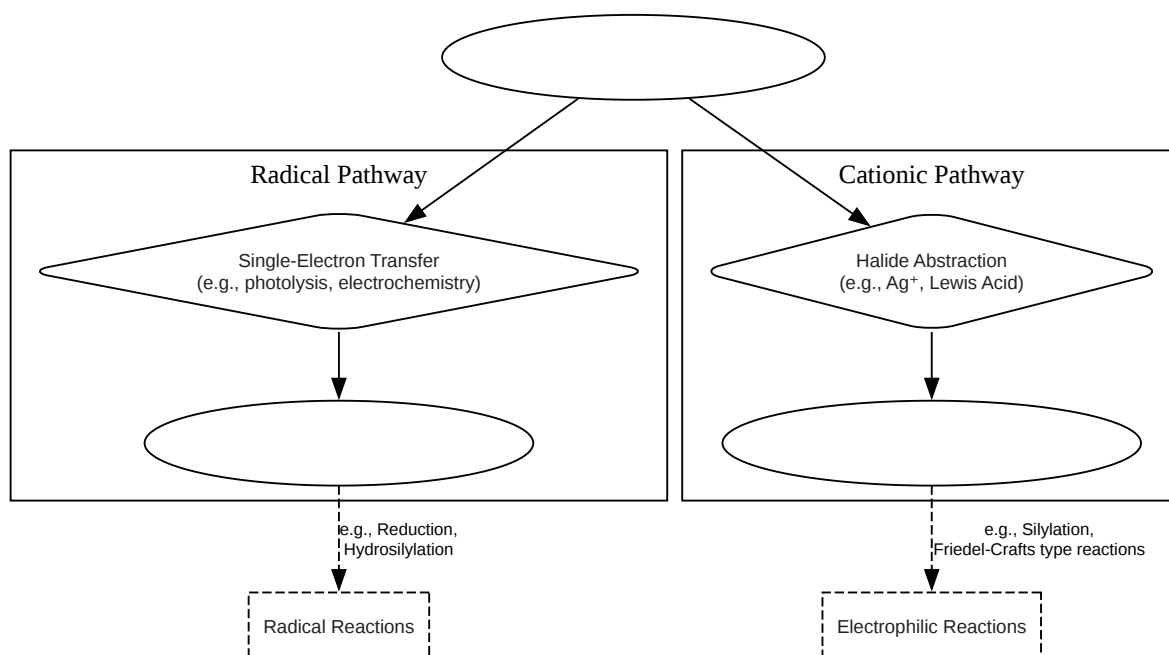 Radical Pathway
Cationic Pathway
Single-Electron Transfer
(e.g., photolysis, electrochemistry)
Halide Abstraction
(e.g., Ag⁺, Lewis Acid)
e.g., Reduction,
Hydrosilylation
e.g., Silylation,
Friedel-Crafts type reactions
Radical Reactions
Electrophilic Reactions